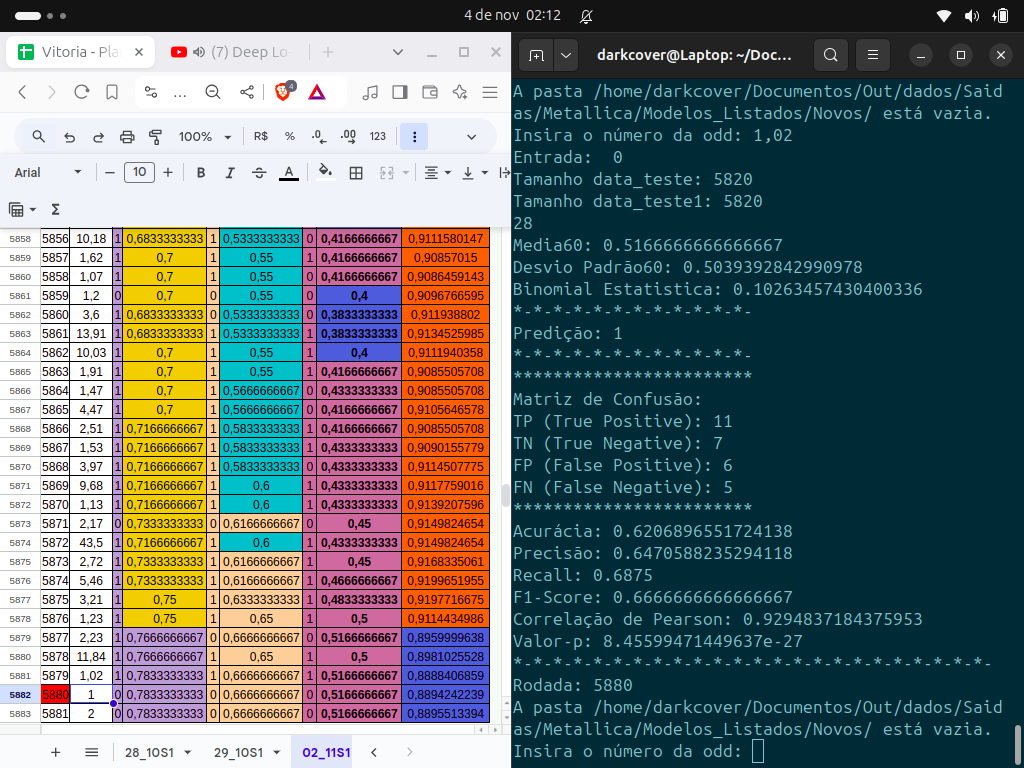 4 de nov 02:12
Vitoria - Pla
(7) Deep Lo
darkcover@Laptop: ~/Doc...
4
100%
R$ % .0 .00 123
Arial
10
B I A
Σ
5858 5856 10,18 1 0,6833333333 1 0,5333333333 0 0,4166666667 0,9111580147
5859 5857 1,62 1 0,7 1 0,55 1 0,4166666667 0,90857015
5860 5858 1,07 1 0,7 1 0,55 1 0,4166666667 0,9086459143
5861 5859 1,2 0 0,7 0 0,55 0 0,4 0,9096766595
5862 5860 3,6 1 0,6833333333 0 0,5333333333 0 0,3833333333 0,911938802
5863 5861 13,91 1 0,6833333333 1 0,5333333333 1 0,3833333333 0,9134525985
5864 5862 10,03 1 0,7 1 0,55 1 0,4 0,9111940358
5865 5863 1,91 1 0,7 1 0,55 1 0,4166666667 0,9085505708
5866 5864 1,47 1 0,7 1 0,5666666667 0 0,4333333333 0,9085505708
5867 5865 4,47 1 0,7 1 0,5666666667 0 0,4166666667 0,9105646578
5868 5866 2,51 1 0,7166666667 1 0,5833333333 1 0,4166666667 0,9085505708
5869 5867 1,53 1 0,7166666667 1 0,5833333333 1 0,4333333333 0,9090155779
5870 5868 3,97 1 0,7166666667 1 0,5833333333 0 0,4333333333 0,9114507775
5871 5869 9,68 1 0,7166666667 1 0,6 1 0,4333333333 0,9117759016
5872 5870 1,13 1 0,7166666667 1 0,6 1 0,4333333333 0,9139207596
5873 5871 2,17 0 0,7333333333 0 0,6166666667 0 0,45 0,9149824654
5874 5872 43,5 1 0,7166666667 1 0,6 1 0,4333333333 0,9149824654
5875 5873 2,72 1 0,7333333333 1 0,6166666667 1 0,45 0,9168335061
5876 5874 5,46 1 0,7333333333 1 0,6166666667 1 0,4666666667 0,9199651955
5877 5875 3,21 1 0,75 1 0,6333333333 1 0,4833333333 0,9197716675
5878 5876 1,23 1 0,75 1 0,65 1 0,5 0,9114434986
5879 5877 2,23 1 0,7666666667 0 0,6666666667 0 0,5166666667 0,8959999638
5880 5878 11,84 1 0,7666666667 1 0,65 1 0,5 0,8981025528
5881 5879 1,02 1 0,7833333333 1 0,6666666667 0 0,5166666667 0,8888406859
5882 5880 1 0 0,7833333333 0 0,6666666667 0 0,5166666667 0,8894242239
5883 5881 2 0 0,7833333333 0 0,6666666667 0 0,5166666667 0,8895513394
28_10S1 29_10S1 02_11S1
A pasta /home/darkcover/Documentos/Out/dados/Said
as/Metallica/Modelos_Listados/Novos/ está vazia.
Insira o número da odd: 1,02
Entrada:  0
Tamanho data_teste: 5820
Tamanho data_teste1: 5820
28
Media60: 0.5166666666666667
Desvio Padrão60: 0.5039392842990978
Binomial Estatistica: 0.10263457430400336
*-*-*-*-*-*-*-*-*-*-*-*-
Predição: 1
*-*-*-*-*-*-*-*-*-*-*-*-
************************
Matriz de Confusão:
TP (True Positive): 11
TN (True Negative): 7
FP (False Positive): 6
FN (False Negative): 5
************************
Acurácia: 0.6206896551724138
Precisão: 0.6470588235294118
Recall: 0.6875
F1-Score: 0.6666666666666667
Correlação de Pearson: 0.9294837184375953
Valor-p: 8.45599471449637e-27
*-*-*-*-*-*-*-*-*-*-*-*-*-*-*-*-*-*-*-*-*-*-*-*-
Rodada: 5880
A pasta /home/darkcover/Documentos/Out/dados/Said
as/Metallica/Modelos_Listados/Novos/ está vazia.
Insira o número da odd: